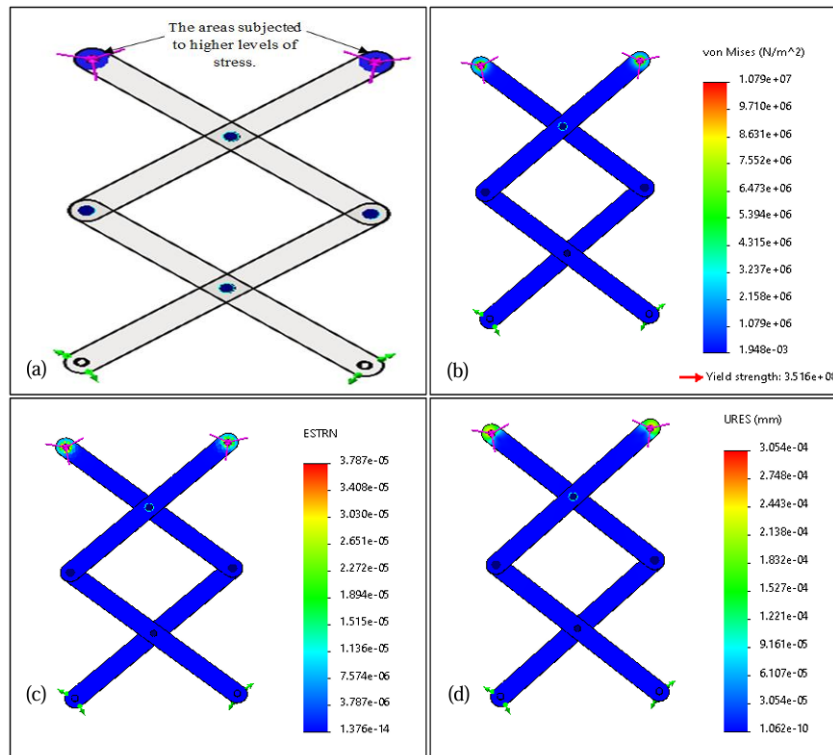 The areas subjected
to higher levels of
stress.
(a)
von Mises (N/m^2)
1.079e+07
9.710e+06
8.631e+06
7.552e+06
6.473e+06
5.394e+06
4.315e+06
3.237e+06
2.158e+06
1.079e+06
1.948e-03
Yield strength: 3.516e+08
(b)
ESTRN
3.787e-05
3.408e-05
3.030e-05
2.651e-05
2.272e-05
1.894e-05
1.515e-05
1.136e-05
7.574e-06
3.787e-06
1.376e-14
(c)
URES (mm)
3.054e-04
2.749e-04
2.443e-04
2.138e-04
1.832e-04
1.527e-04
1.221e-04
9.161e-05
6.107e-05
3.054e-05
1.062e-10
(d)